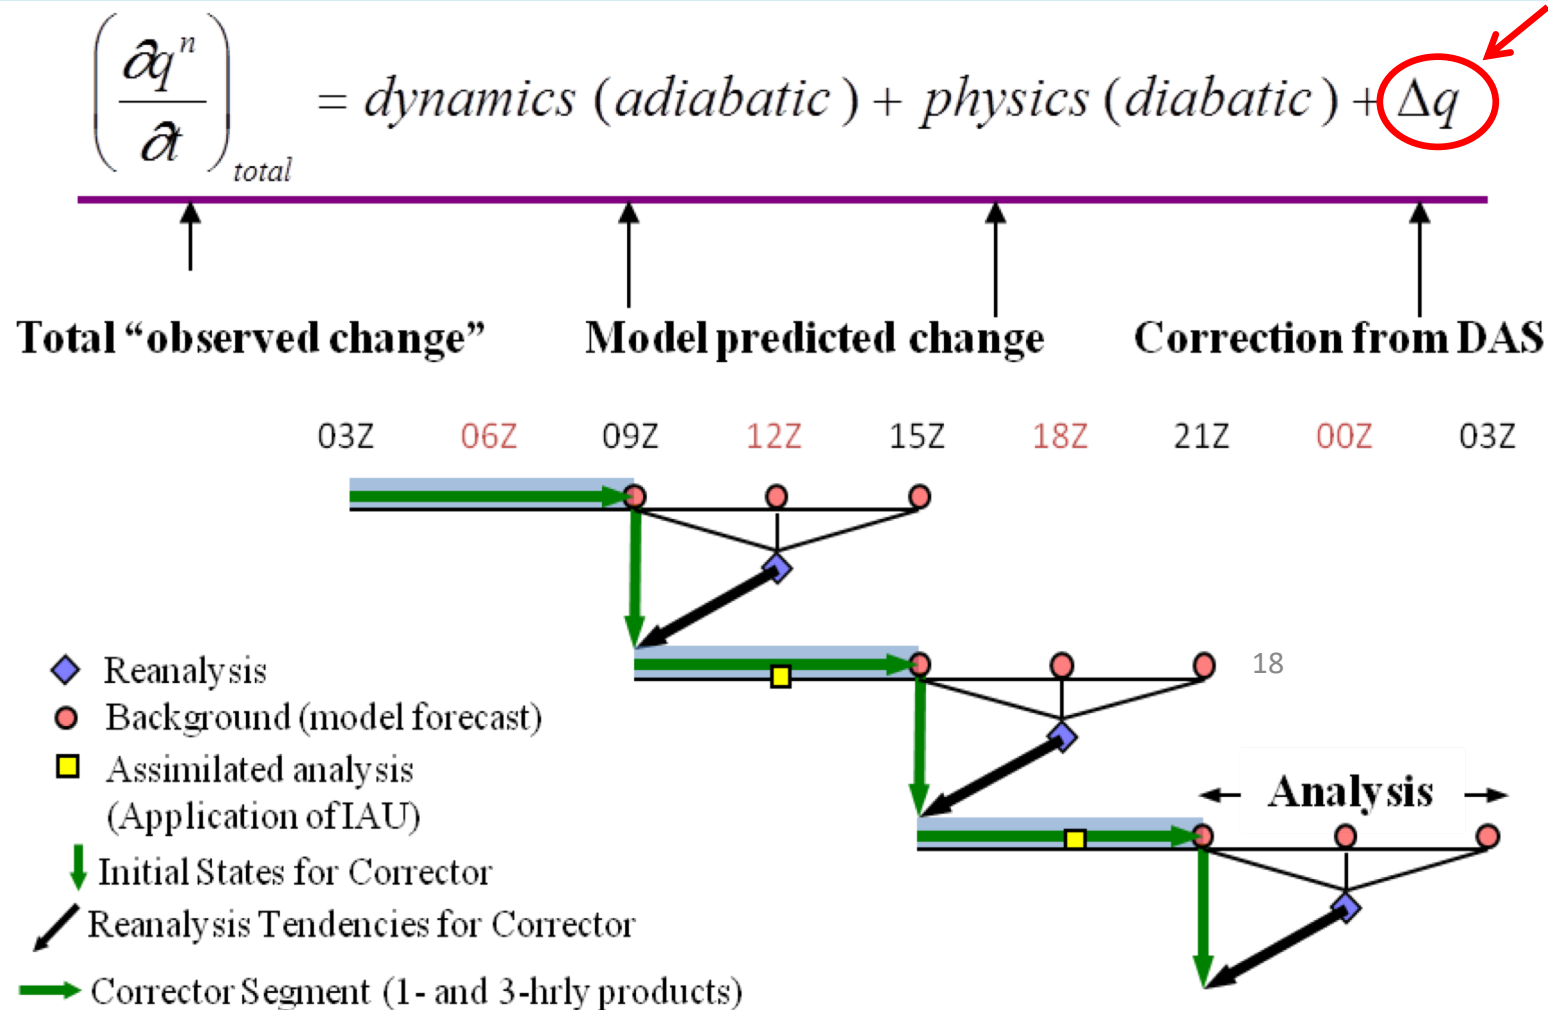 (∂qⁿ/∂t)total = dynamics (adiabatic) + physics (diabatic) + Δq
Total “observed change”
Model predicted change
Correction from DAS
03Z 06Z 09Z 12Z 15Z 18Z 21Z 00Z 03Z
18
Reanalysis
Background (model forecast)
Assimilated analysis
(Application of IAU)
Analysis
Initial States for Corrector
Reanalysis Tendencies for Corrector
Corrector Segment (1- and 3-hrly products)